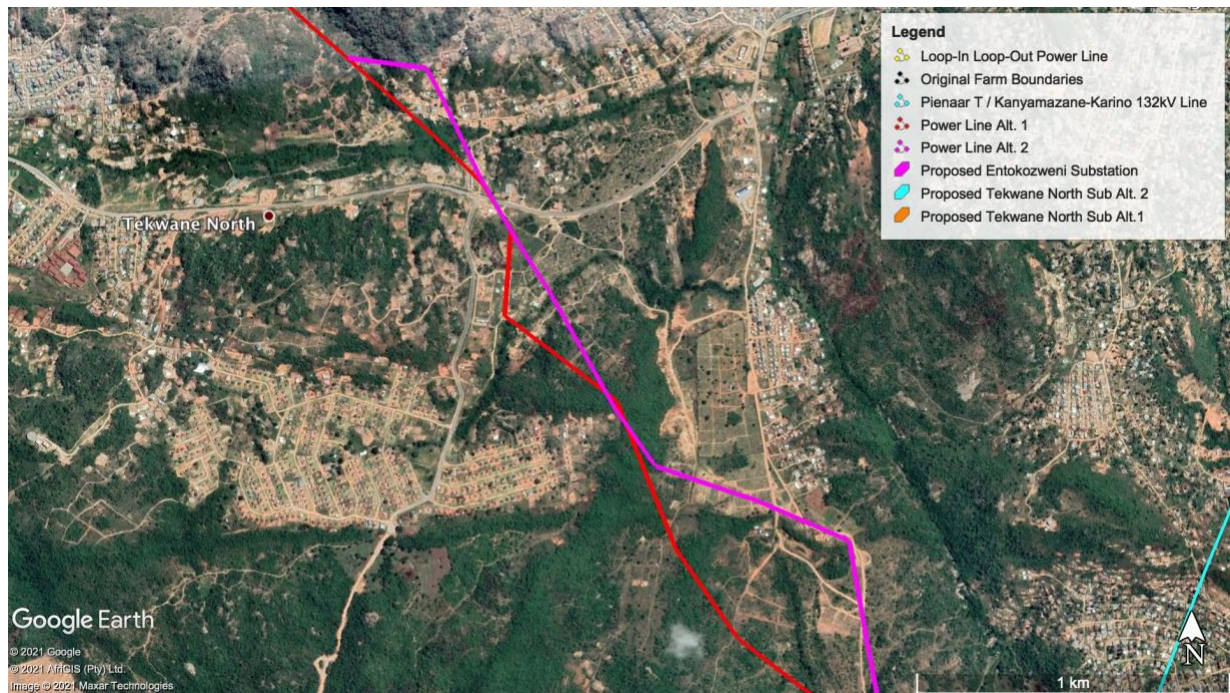 Legend
Loop-In Loop-Out Power Line
Original Farm Boundaries
Pienaar T / Kanyamazane-Karino 132kV Line
Power Line Alt. 1
Power Line Alt. 2
Proposed Entokozweni Substation
Proposed Tekwane North Sub Alt. 2
Proposed Tekwane North Sub Alt.1
Tekwane North
Google Earth
© 2021 Google
© 2021 AfriGIS (Pty) Ltd.
Image © 2021 Maxar Technologies
N
1 km